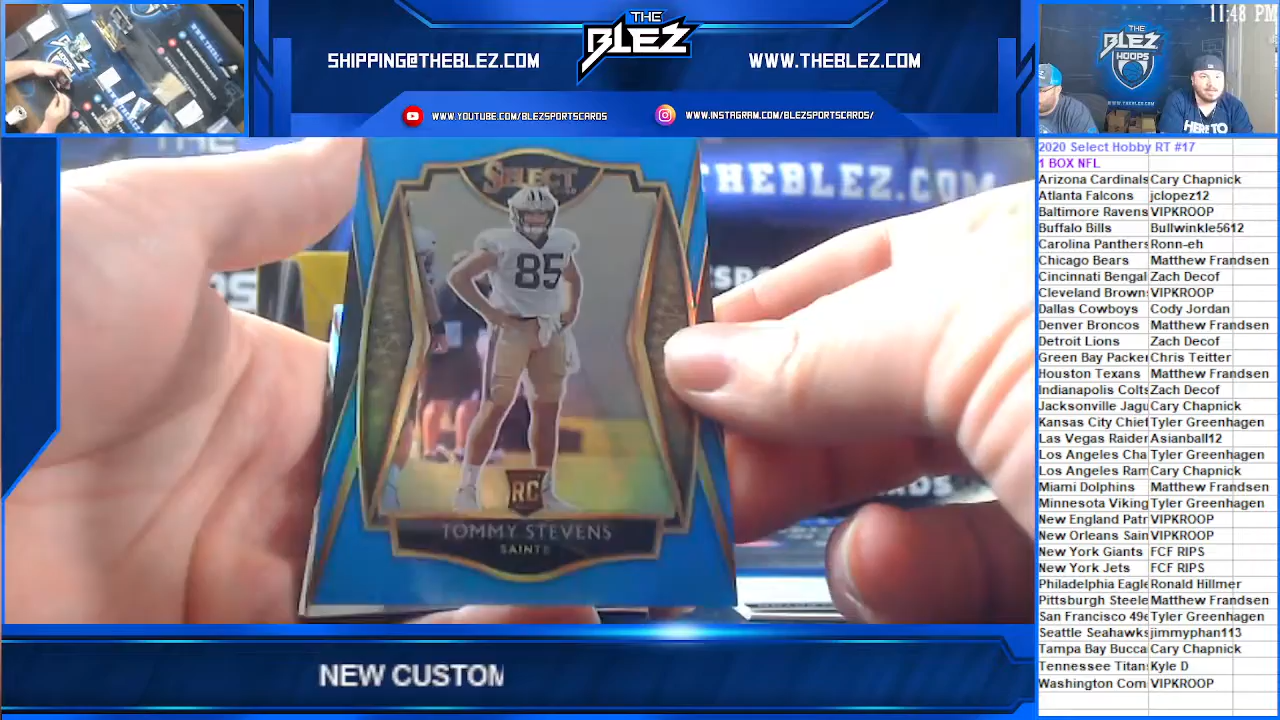 THE
BLEZ
SHIPPING@THEBLEZ.COM
WWW.THEBLEZ.COM
WWW.YOUTUBE.COM/BLEZSPORTSCARDS
WWW.INSTAGRAM.COM/BLEZSPORTSCARDS/
11:48 PM
THE
BLEZ
HOOPS
WWW.THEBLEZ.COM
HERE TO
THEBLEZ.COM
SELECT
85
RC
TOMMY STEVENS
SAINTS
NEW CUSTOM
2020 Select Hobby RT #17
1 BOX NFL
Arizona Cardinals Cary Chapnick
Atlanta Falcons jclopez12
Baltimore Ravens VIPKROOP
Buffalo Bills Bullwinkle5612
Carolina Panthers Ronn-eh
Chicago Bears Matthew Frandsen
Cincinnati Bengal Zach Decof
Cleveland Brown VIPKROOP
Dallas Cowboys Cody Jordan
Denver Broncos Matthew Frandsen
Detroit Lions Zach Decof
Green Bay Packer Chris Teitter
Houston Texans Matthew Frandsen
Indianapolis Colts Zach Decof
Jacksonville Jagu Cary Chapnick
Kansas City Chief Tyler Greenhagen
Las Vegas Raider Asianball12
Los Angeles Cha Tyler Greenhagen
Los Angeles Ram Cary Chapnick
Miami Dolphins Matthew Frandsen
Minnesota Viking Tyler Greenhagen
New England Patr VIPKROOP
New Orleans Sain VIPKROOP
New York Giants FCF RIPS
New York Jets FCF RIPS
Philadelphia Eagle Ronald Hillmer
Pittsburgh Steele Matthew Frandsen
San Francisco 49e Tyler Greenhagen
Seattle Seahawks jimmyphan113
Tampa Bay Bucca Cary Chapnick
Tennessee Titan Kyle D
Washington Com VIPKROOP